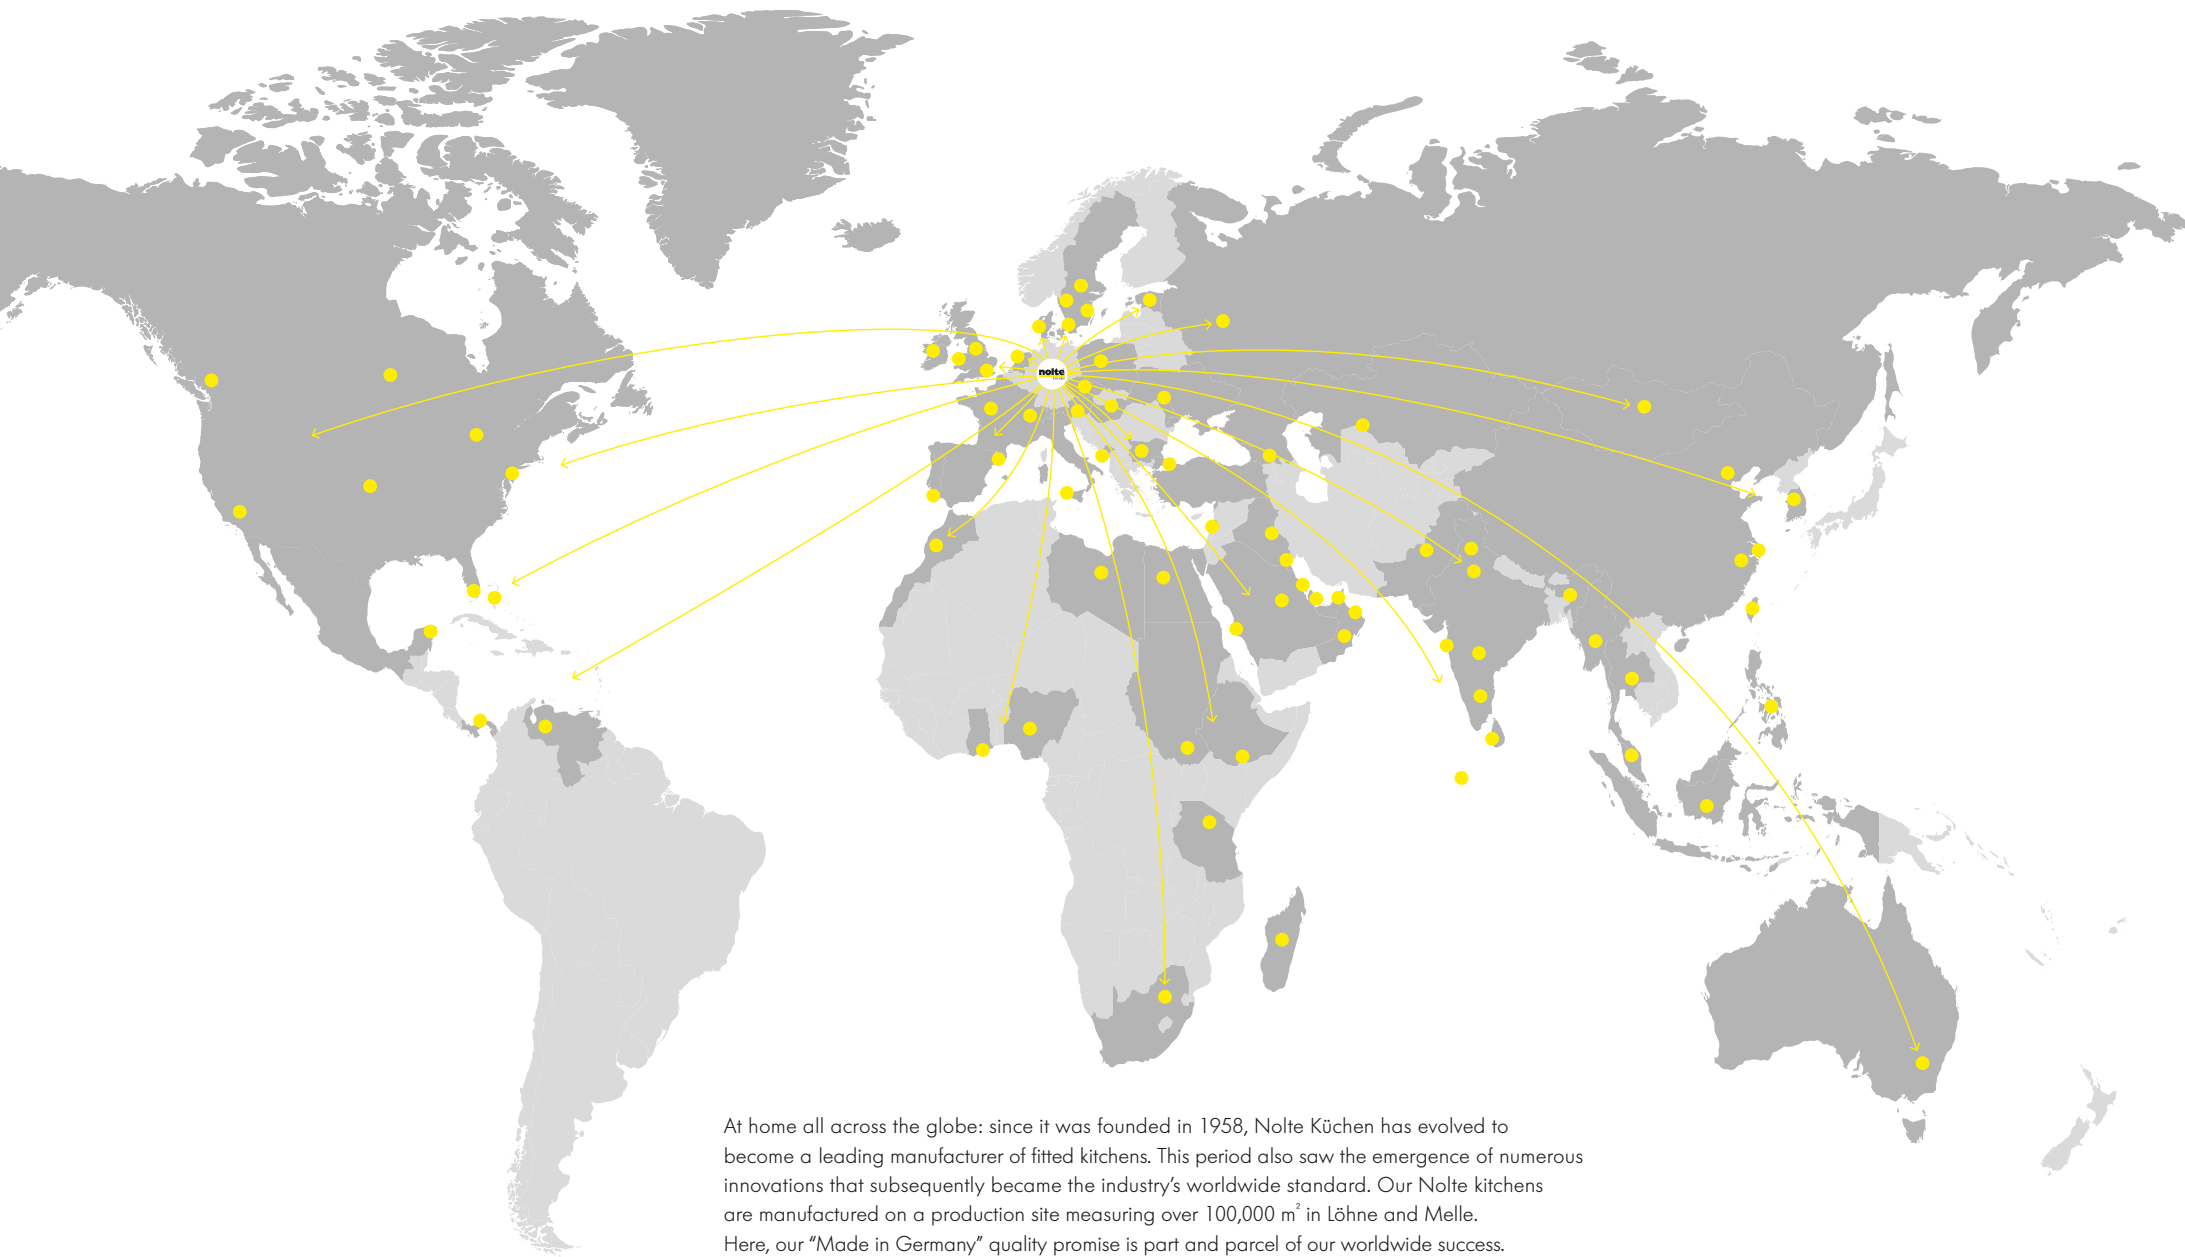 nolte
At home all across the globe: since it was founded in 1958, Nolte Küchen has evolved to
become a leading manufacturer of fitted kitchens. This period also saw the emergence of numerous
innovations that subsequently became the industry’s worldwide standard. Our Nolte kitchens
are manufactured on a production site measuring over 100,000 m² in Löhne and Melle.
Here, our “Made in Germany” quality promise is part and parcel of our worldwide success.